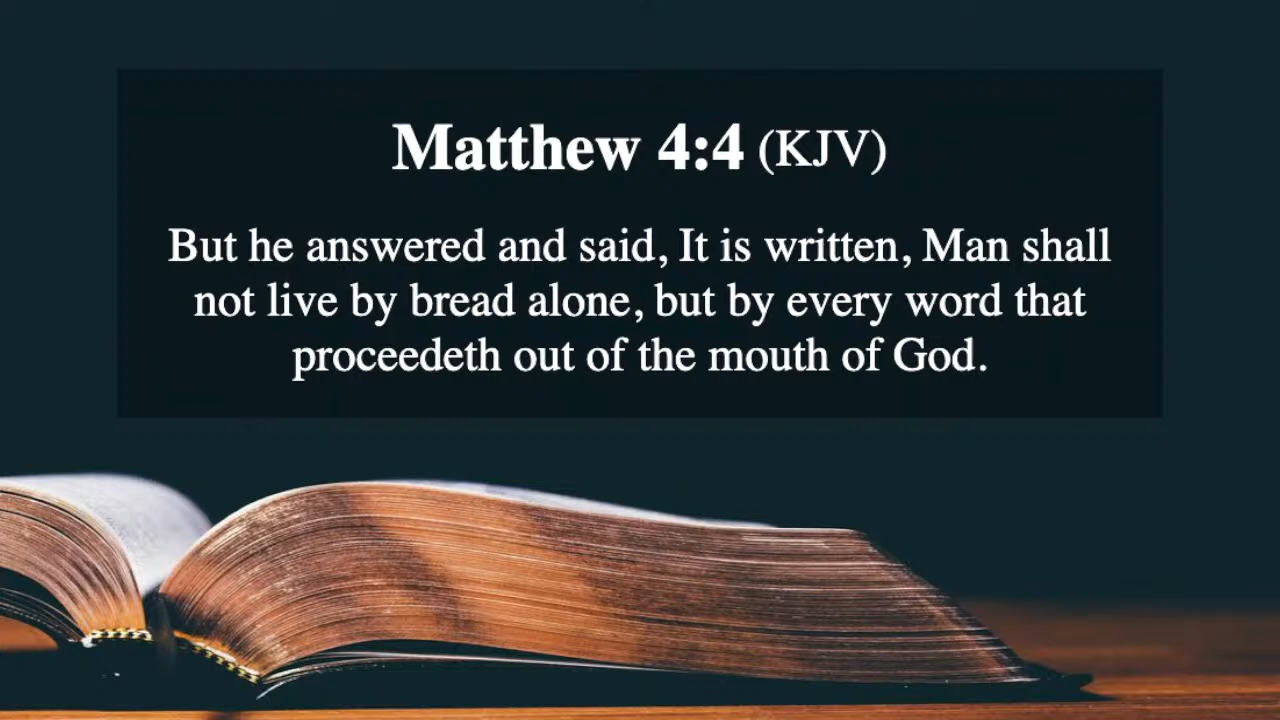 Matthew 4:4 (KJV)
But he answered and said, It is written, Man shall
not live by bread alone, but by every word that
proceedeth out of the mouth of God.